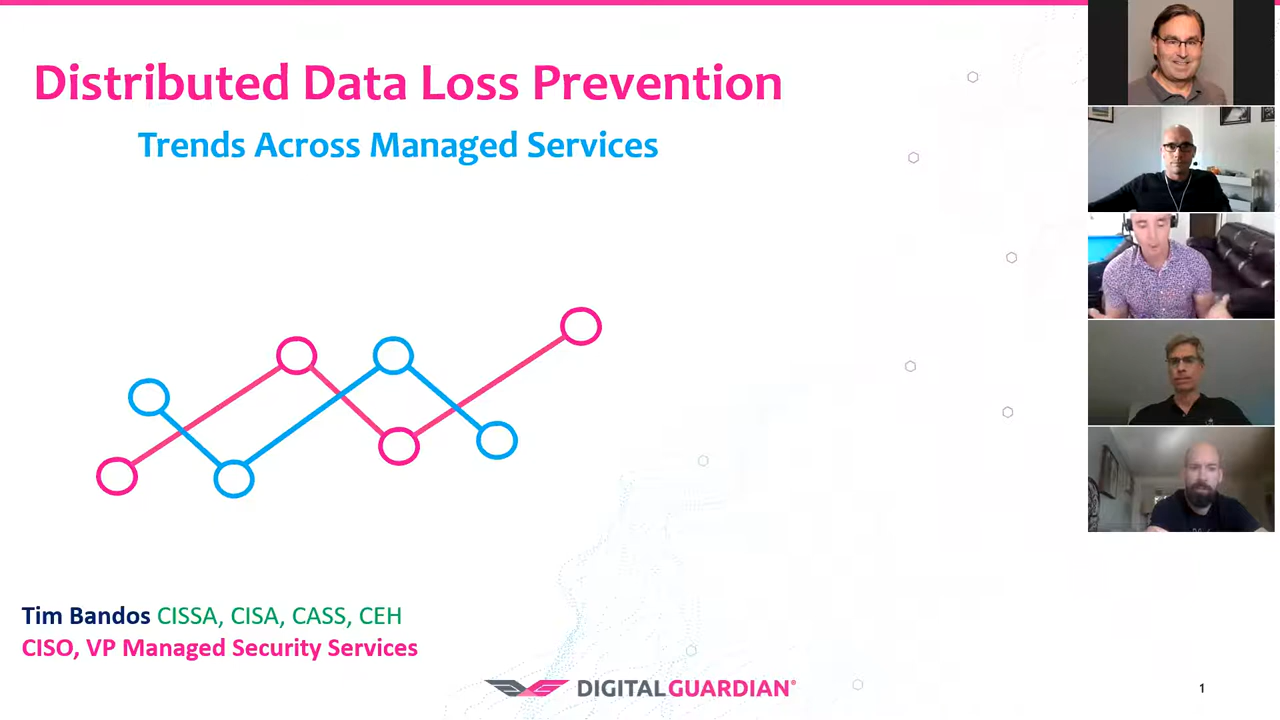 Distributed Data Loss Prevention
Trends Across Managed Services
Tim Bandos CISSA, CISA, CASS, CEH
CISO, VP Managed Security Services
DIGITALGUARDIAN®
1